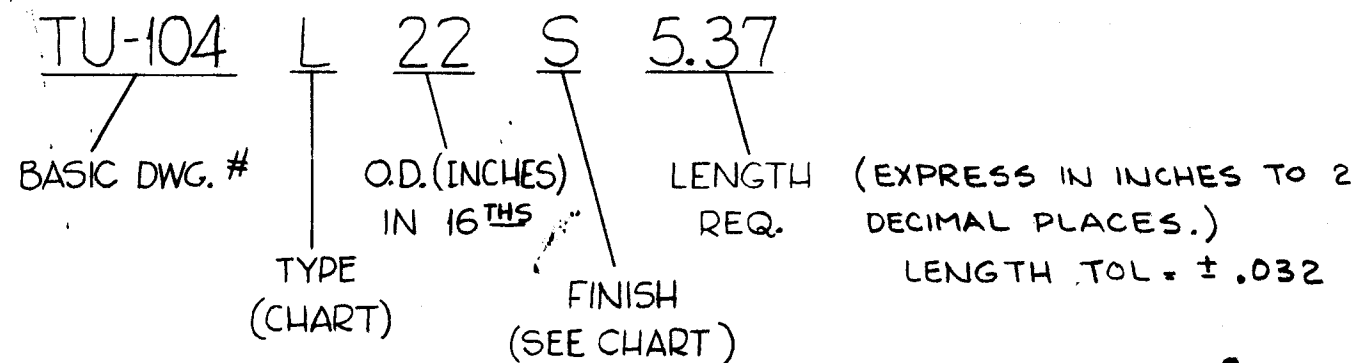 TU-104 L 22 S 5.37
BASIC DWG. #
O.D. (INCHES)
IN 16THS
LENGTH
REQ.
(EXPRESS IN INCHES TO 2
DECIMAL PLACES.)
LENGTH TOL = ± .032
TYPE
(CHART)
FINISH
(SEE CHART)